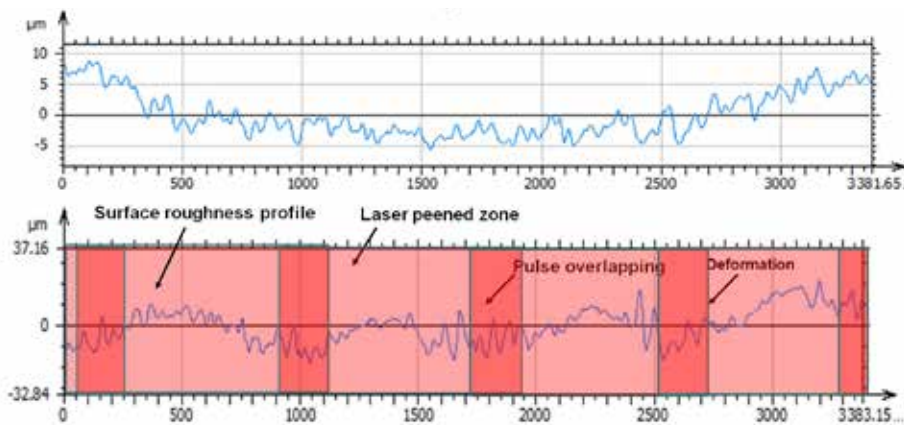 µm
10
5
0
-5
0 500 1000 1500 2000 2500 3000 3381.65
µm
Surface roughness profile
Laser peened zone
37.16
Pulse overlapping
Deformation
0
-32.84
0 500 1000 1500 2000 2500 3000 3383.15 ...